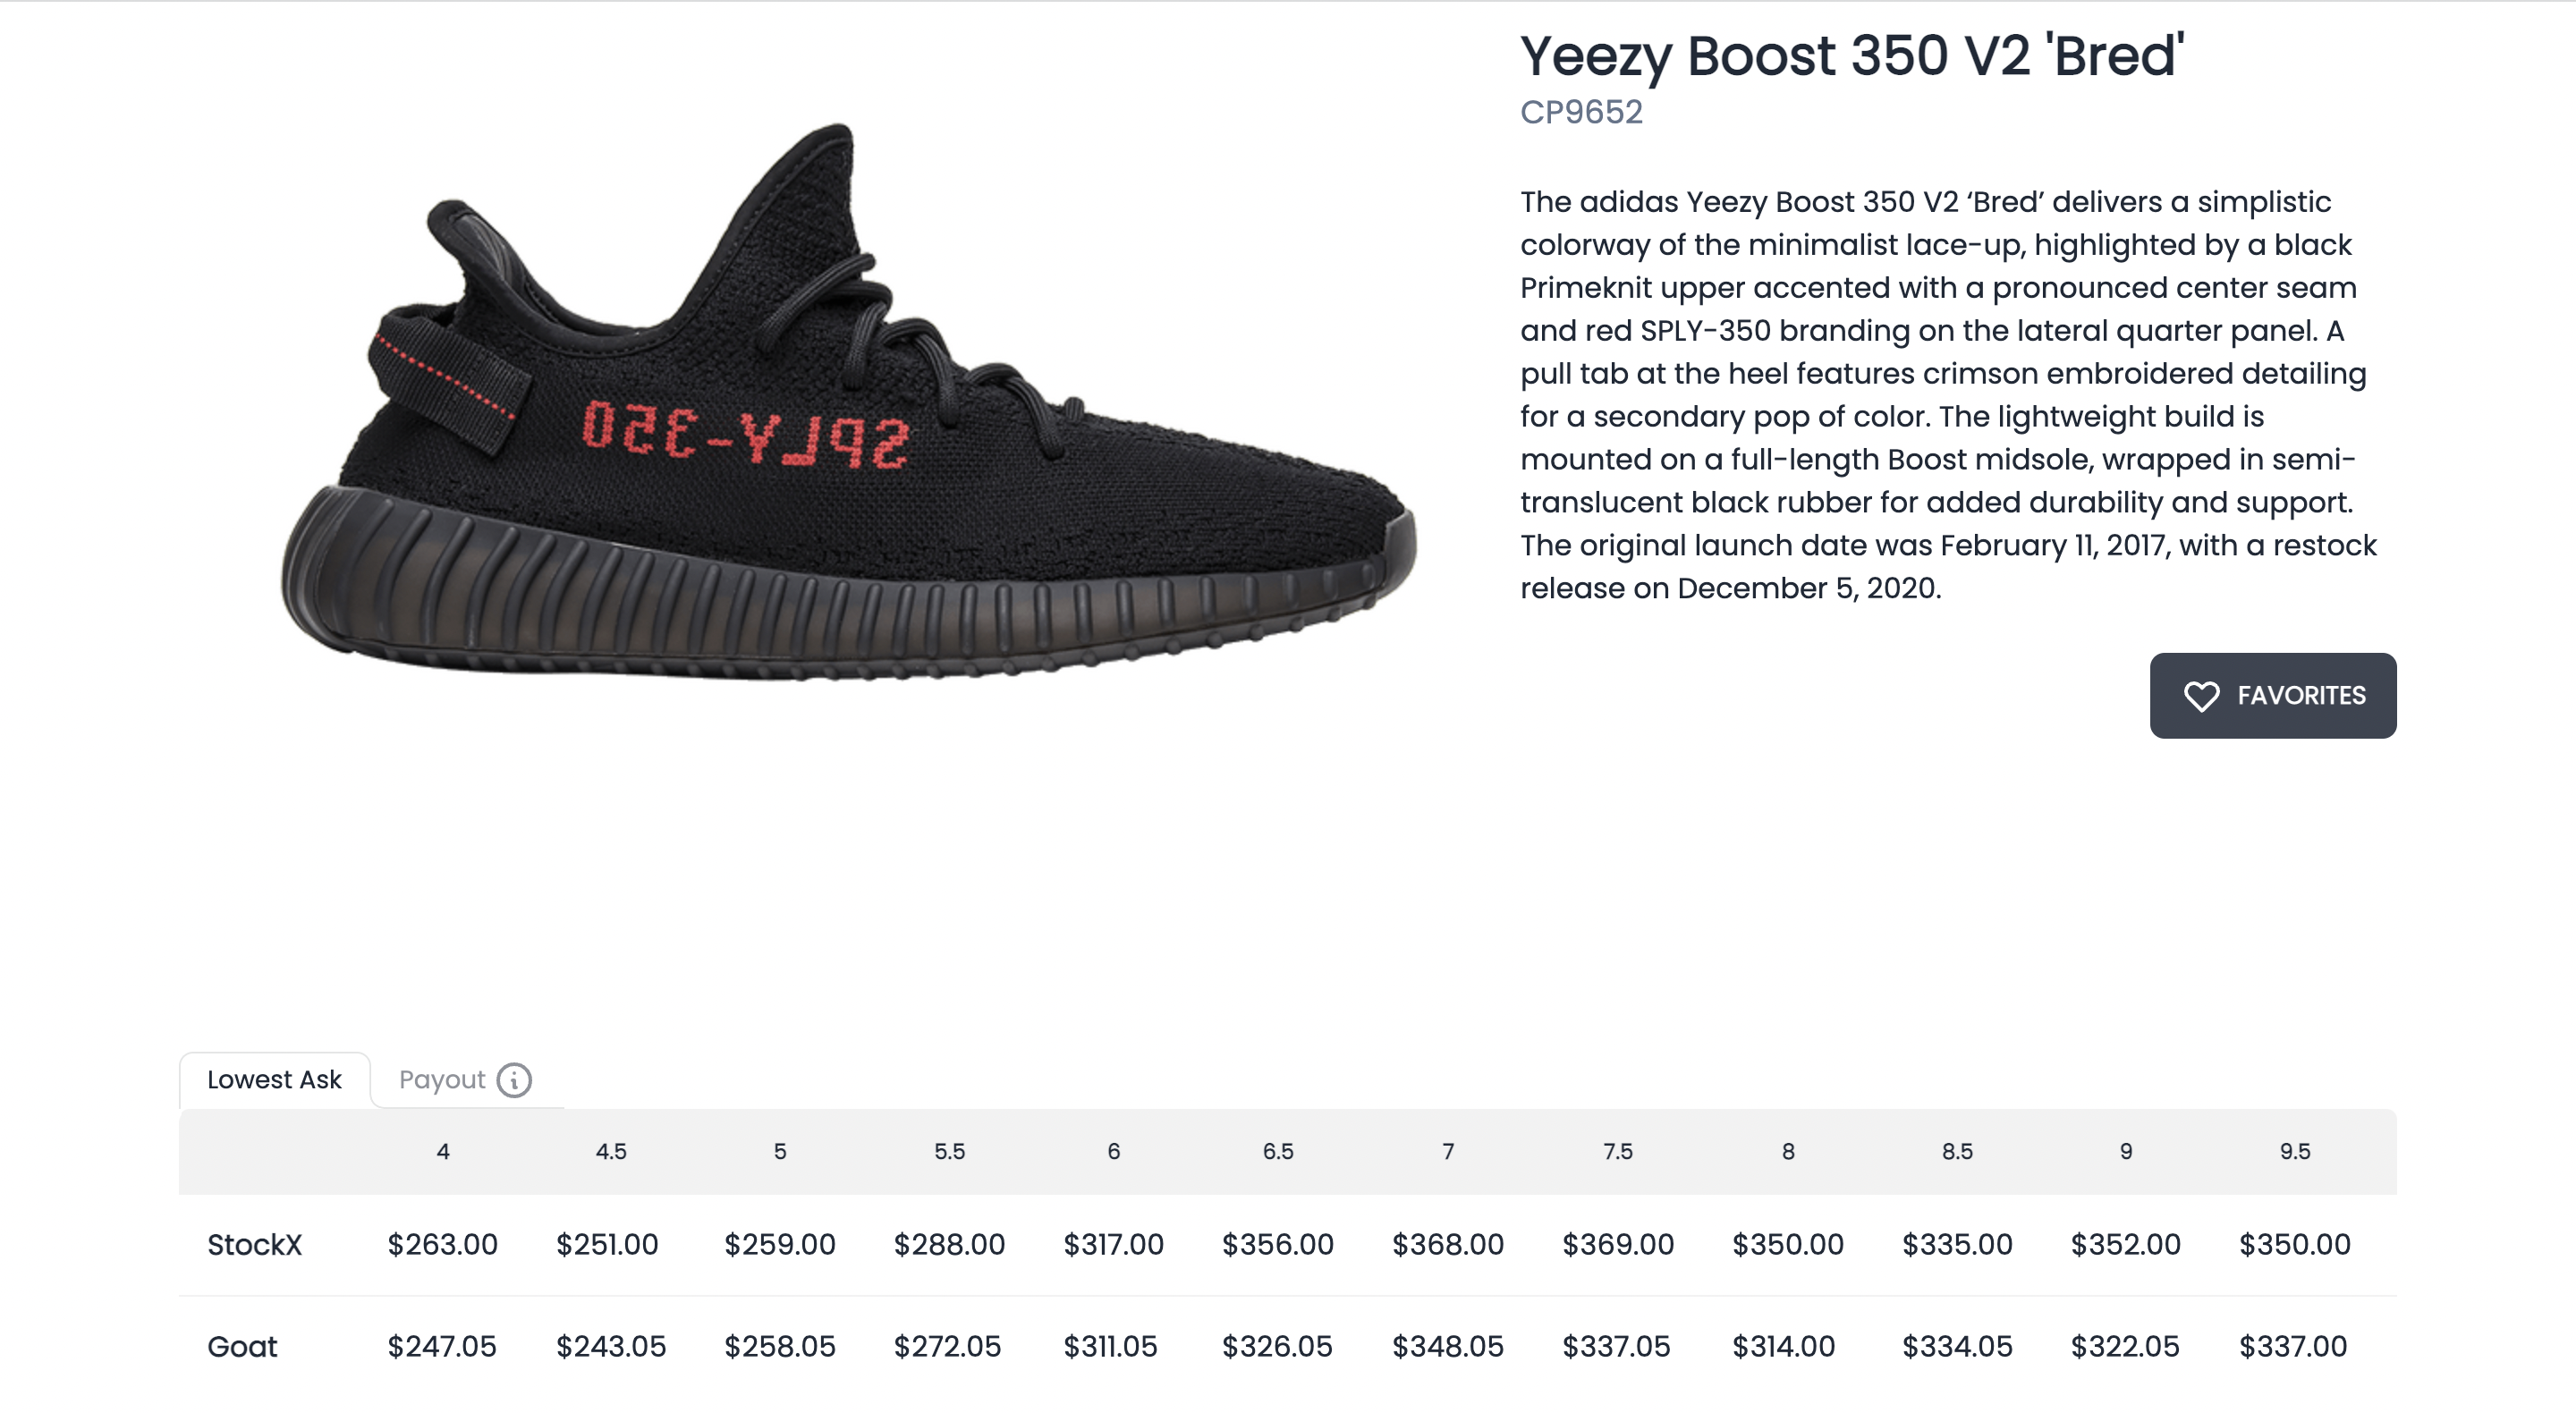 Yeezy Boost 350 V2 'Bred'
CP9652
The adidas Yeezy Boost 350 V2 ‘Bred’ delivers a simplistic
colorway of the minimalist lace-up, highlighted by a black
Primeknit upper accented with a pronounced center seam
and red SPLY-350 branding on the lateral quarter panel. A
pull tab at the heel features crimson embroidered detailing
for a secondary pop of color. The lightweight build is
mounted on a full-length Boost midsole, wrapped in semi-
translucent black rubber for added durability and support.
The original launch date was February 11, 2017, with a restock
release on December 5, 2020.
SPLY-350
FAVORITES
Lowest Ask Payout
4 4.5 5 5.5 6 6.5 7 7.5 8 8.5 9 9.5
StockX $263.00 $251.00 $259.00 $288.00 $317.00 $356.00 $368.00 $369.00 $350.00 $335.00 $352.00 $350.00
Goat $247.05 $243.05 $258.05 $272.05 $311.05 $326.05 $348.05 $337.05 $314.00 $334.05 $322.05 $337.00